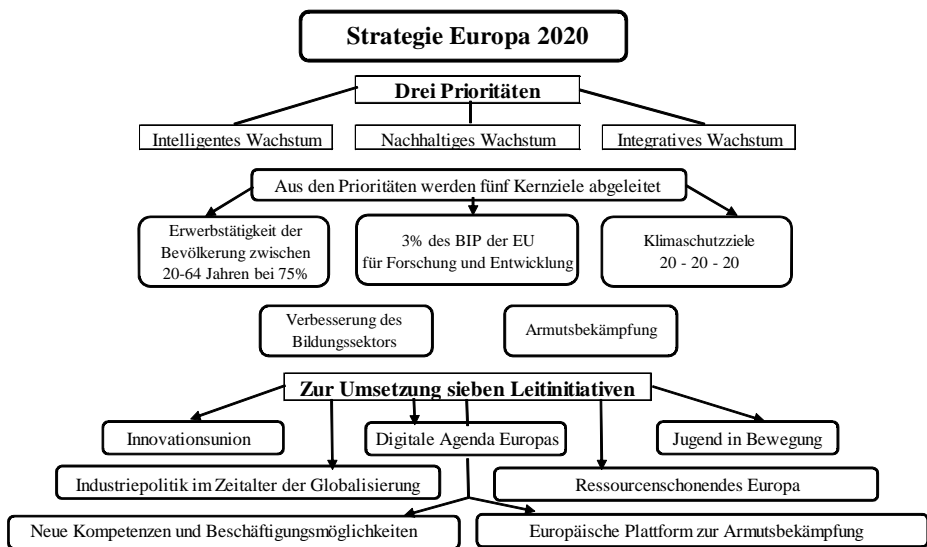 Strategie Europa 2020
Drei Prioritäten
Intelligentes Wachstum
Nachhaltiges Wachstum
Integratives Wachstum
Aus den Prioritäten werden fünf Kernziele abgeleitet
Erwerbstätigkeit der
Bevölkerung zwischen
20-64 Jahren bei 75%
3% des BIP der EU
für Forschung und Entwicklung
Klimaschutzziele
20 - 20 - 20
Verbesserung des
Bildungssektors
Armutsbekämpfung
Zur Umsetzung sieben Leitinitiativen
Innovationsunion
Digitale Agenda Europas
Jugend in Bewegung
Industriepolitik im Zeitalter der Globalisierung
Ressourcenschonendes Europa
Neue Kompetenzen und Beschäftigungsmöglichkeiten
Europäische Plattform zur Armutsbekämpfung